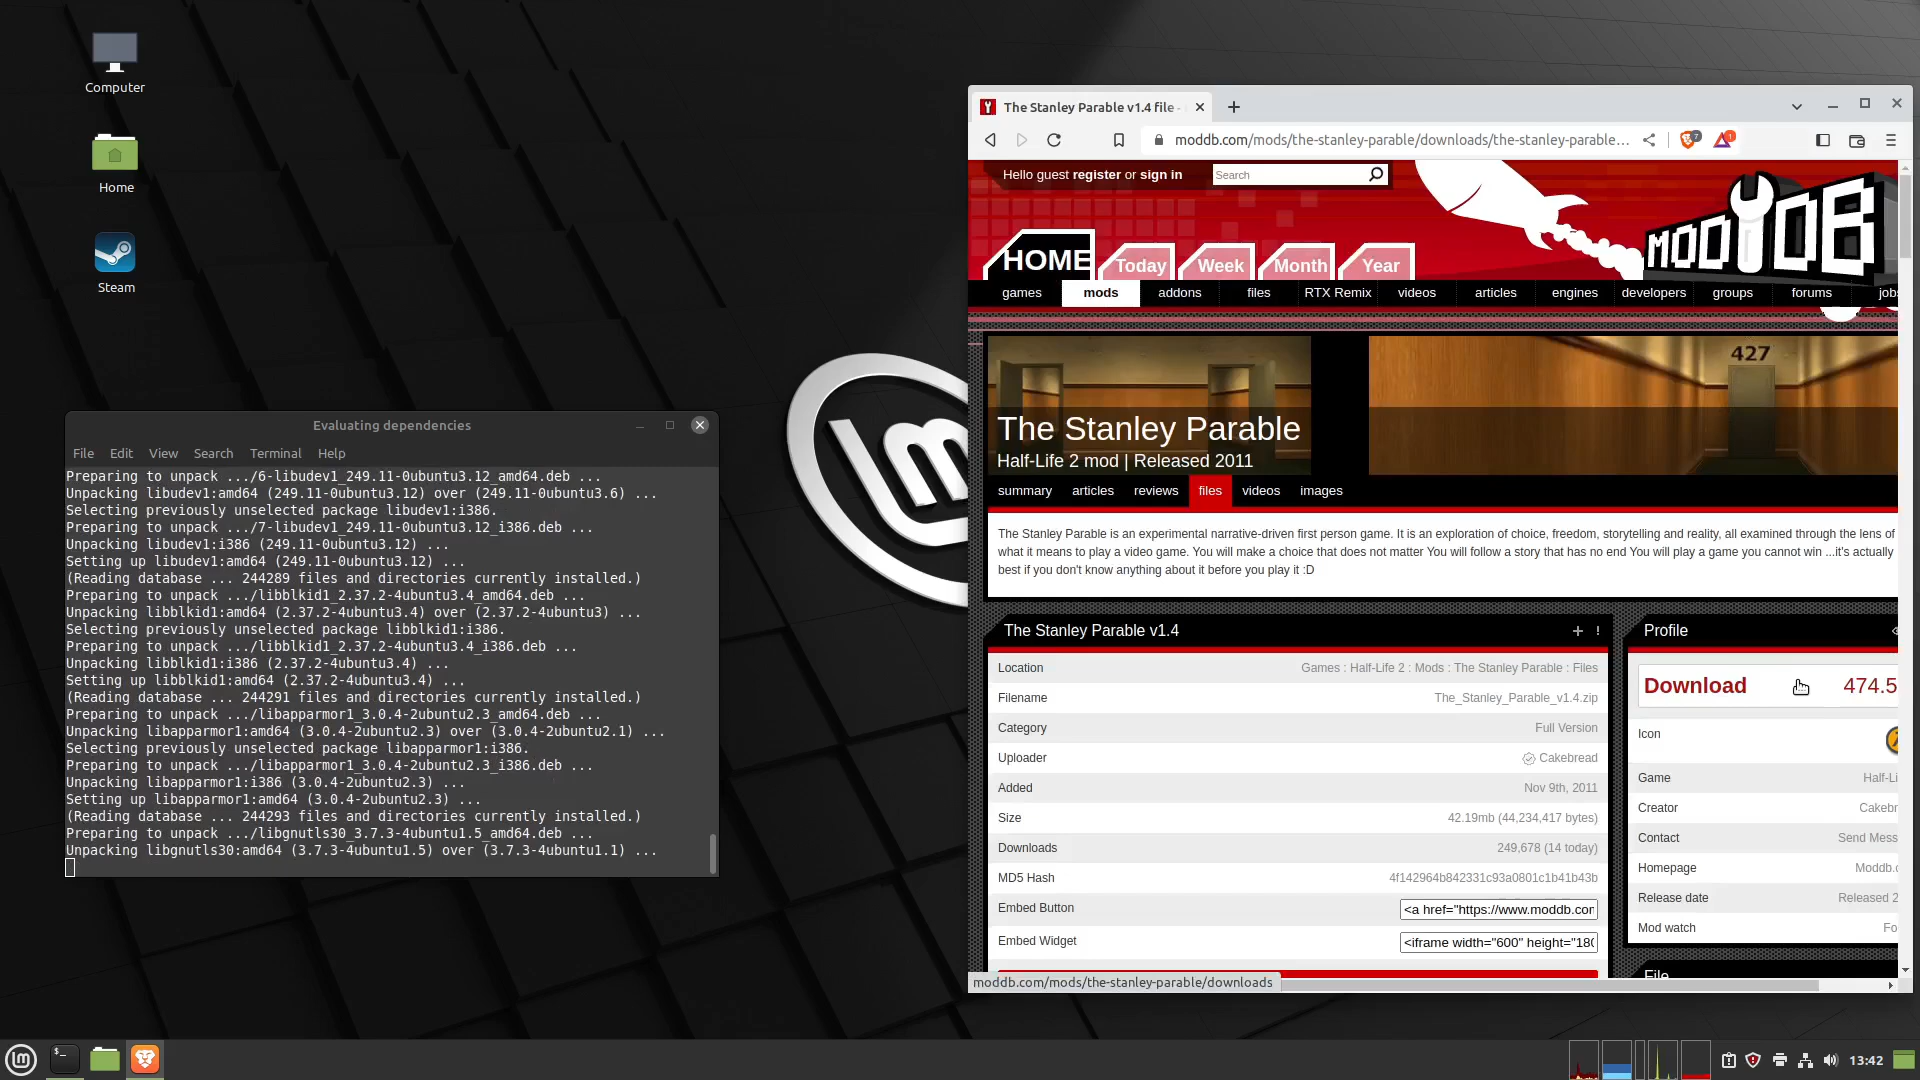 Computer
Home
Steam
Evaluating dependencies
File Edit View Search Terminal Help
Preparing to unpack .../6-libudev1_249.11-0ubuntu3.12_amd64.deb ...
Unpacking libudev1:amd64 (249.11-0ubuntu3.12) over (249.11-0ubuntu3.6) ...
Selecting previously unselected package libudev1:i386.
Preparing to unpack .../7-libudev1_249.11-0ubuntu3.12_i386.deb ...
Unpacking libudev1:i386 (249.11-0ubuntu3.12) ...
Setting up libudev1:amd64 (249.11-0ubuntu3.12) ...
(Reading database ... 244289 files and directories currently installed.)
Preparing to unpack .../libblkid1_2.37.2-4ubuntu3.4_amd64.deb ...
Unpacking libblkid1:amd64 (2.37.2-4ubuntu3.4) over (2.37.2-4ubuntu3) ...
Selecting previously unselected package libblkid1:i386.
Preparing to unpack .../libblkid1_2.37.2-4ubuntu3.4_i386.deb ...
Unpacking libblkid1:i386 (2.37.2-4ubuntu3.4) ...
Setting up libblkid1:amd64 (2.37.2-4ubuntu3.4) ...
(Reading database ... 244291 files and directories currently installed.)
Preparing to unpack .../libapparmor1_3.0.4-2ubuntu2.3_amd64.deb ...
Unpacking libapparmor1:amd64 (3.0.4-2ubuntu2.3) over (3.0.4-2ubuntu2.1) ...
Selecting previously unselected package libapparmor1:i386.
Preparing to unpack .../libapparmor1_3.0.4-2ubuntu2.3_i386.deb ...
Unpacking libapparmor1:i386 (3.0.4-2ubuntu2.3) ...
Setting up libapparmor1:amd64 (3.0.4-2ubuntu2.3) ...
(Reading database ... 244293 files and directories currently installed.)
Preparing to unpack .../libgnutls30_3.7.3-4ubuntu1.5_amd64.deb ...
Unpacking libgnutls30:amd64 (3.7.3-4ubuntu1.5) over (3.7.3-4ubuntu1.1) ...
The Stanley Parable v1.4 file -
moddb.com/mods/the-stanley-parable/downloads/the-stanley-parable...
7
1
Hello guest register or sign in
Search
MODDB
HOME Today Week Month Year
games mods addons files RTX Remix videos articles engines developers groups forums jobs
427
The Stanley Parable
Half-Life 2 mod | Released 2011
summary articles reviews files videos images
The Stanley Parable is an experimental narrative-driven first person game. It is an exploration of choice, freedom, storytelling and reality, all examined through the lens of
what it means to play a video game. You will make a choice that does not matter You will follow a story that has no end You will play a game you cannot win ...it's actually
best if you don't know anything about it before you play it :D
The Stanley Parable v1.4 + !
Location Games : Half-Life 2 : Mods : The Stanley Parable : Files
Filename The_Stanley_Parable_v1.4.zip
Category Full Version
Uploader Cakebread
Added Nov 9th, 2011
Size 42.19mb (44,234,417 bytes)
Downloads 249,678 (14 today)
MD5 Hash 4f142964b842331c93a0801c1b41b43b
Embed Button <a href="https://www.moddb.con
Embed Widget <iframe width="600" height="180
Profile
Download 474.5
Icon
Game Half-Li
Creator Cakebr
Contact Send Mess
Homepage Moddb.c
Release date Released 2
Mod watch Fo
File
moddb.com/mods/the-stanley-parable/downloads
13:42